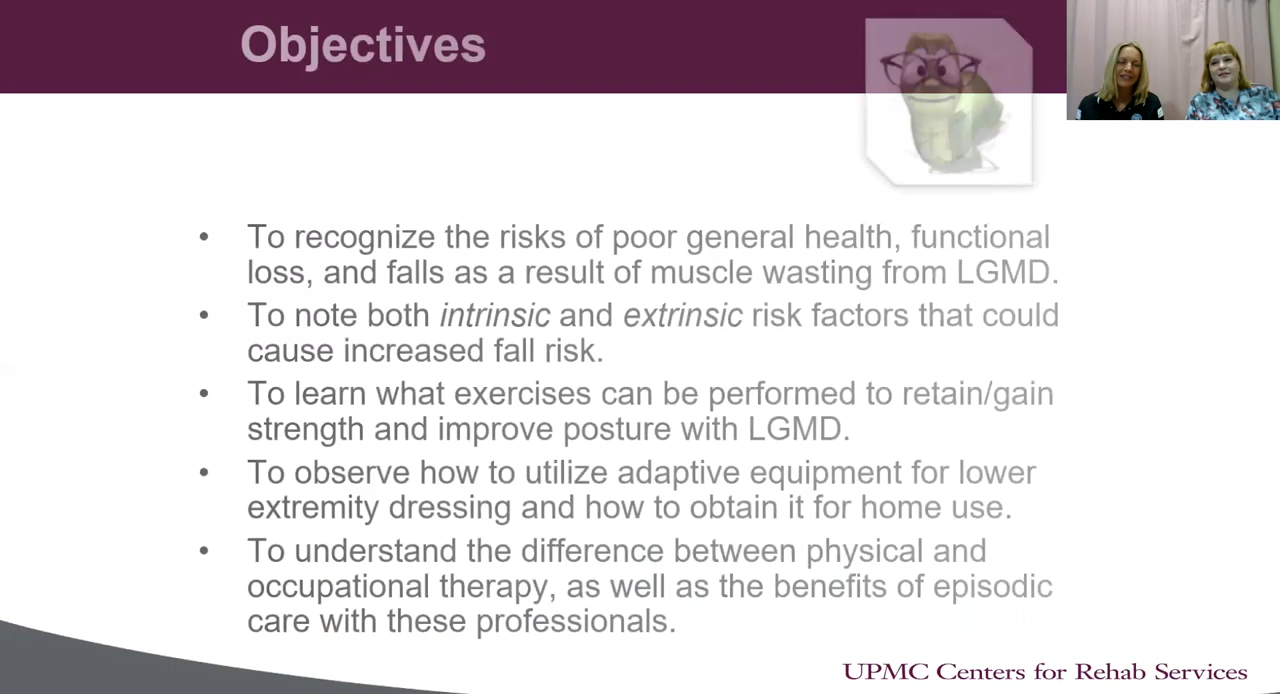 Objectives
• To recognize the risks of poor general health, functional
loss, and falls as a result of muscle wasting from LGMD.
• To note both intrinsic and extrinsic risk factors that could
cause increased fall risk.
• To learn what exercises can be performed to retain/gain
strength and improve posture with LGMD.
• To observe how to utilize adaptive equipment for lower
extremity dressing and how to obtain it for home use.
• To understand the difference between physical and
occupational therapy, as well as the benefits of episodic
care with these professionals.
UPMC Centers for Rehab Services